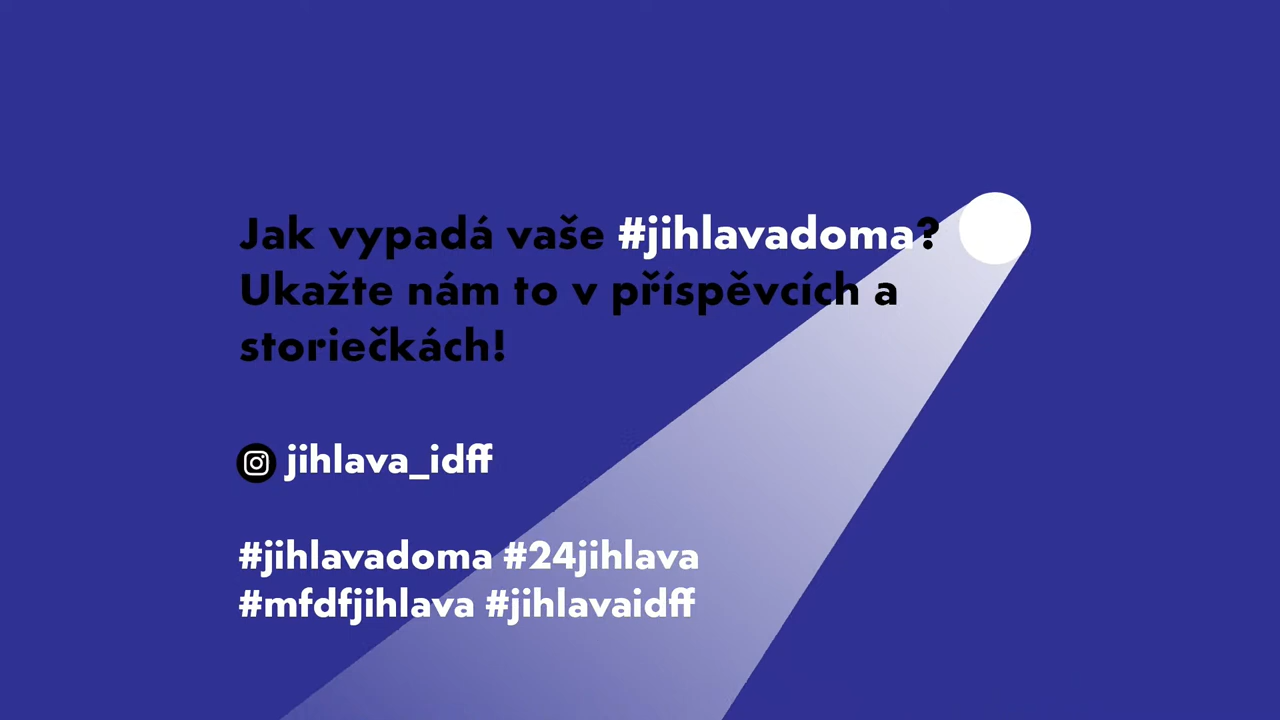 Jak vypadá vaše #jihlavadoma?
Ukažte nám to v příspěvcích a
storiečkách!
jihlava_idff
#jihlavadoma #24jihlava
#mfdfjihlava #jihlavaidff